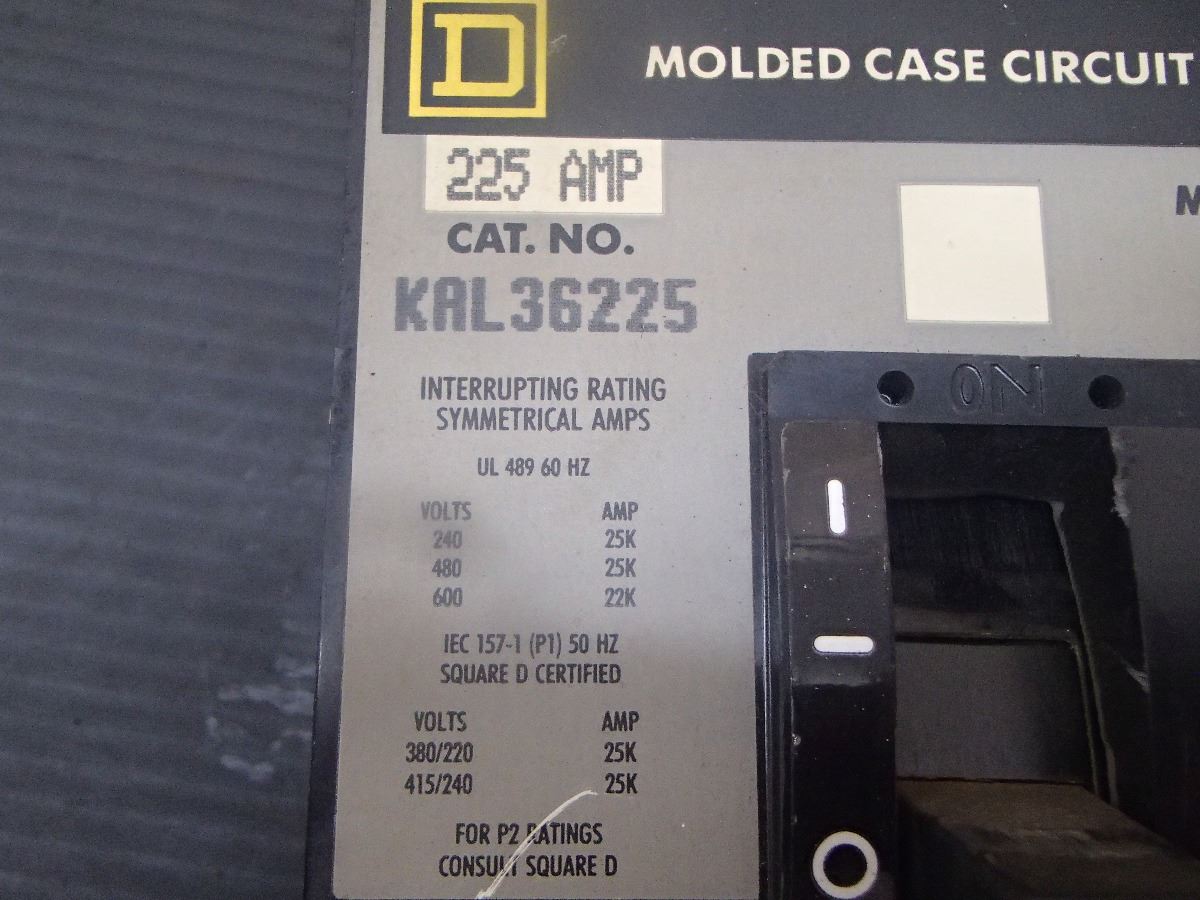 D
MOLDED CASE CIRCUIT
225 AMP
CAT. NO.
M
KAL36225
INTERRUPTING RATING
SYMMETRICAL AMPS
UL 489 60 HZ
VOLTS AMP
240 25K
480 25K
600 22K
IEC 157-1 (P1) 50 HZ
SQUARE D CERTIFIED
VOLTS AMP
380/220 25K
415/240 25K
FOR P2 RATINGS
CONSULT SQUARE D
ON
I
O